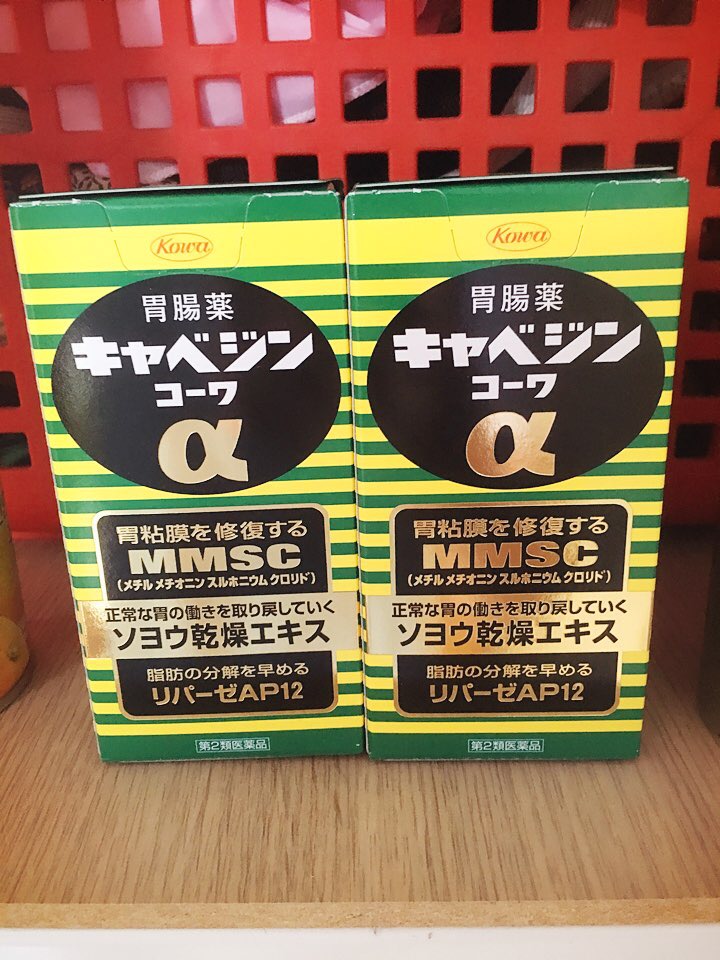 Kowa
胃腸薬
キャベジン
コーワ
α
胃粘膜を修復する
MMSC
(メチル メチオニン スルホニウム クロリド)
正常な胃の働きを取り戻していく
ソヨウ乾燥エキス
脂肪の分解を早める
リパーゼAP12
第2類医薬品
Kowa
胃腸薬
キャベジン
コーワ
α
胃粘膜を修復する
MMSC
(メチル メチオニン スルホニウム クロリド)
正常な胃の働きを取り戻していく
ソヨウ乾燥エキス
脂肪の分解を早める
リパーゼAP12
第2類医薬品